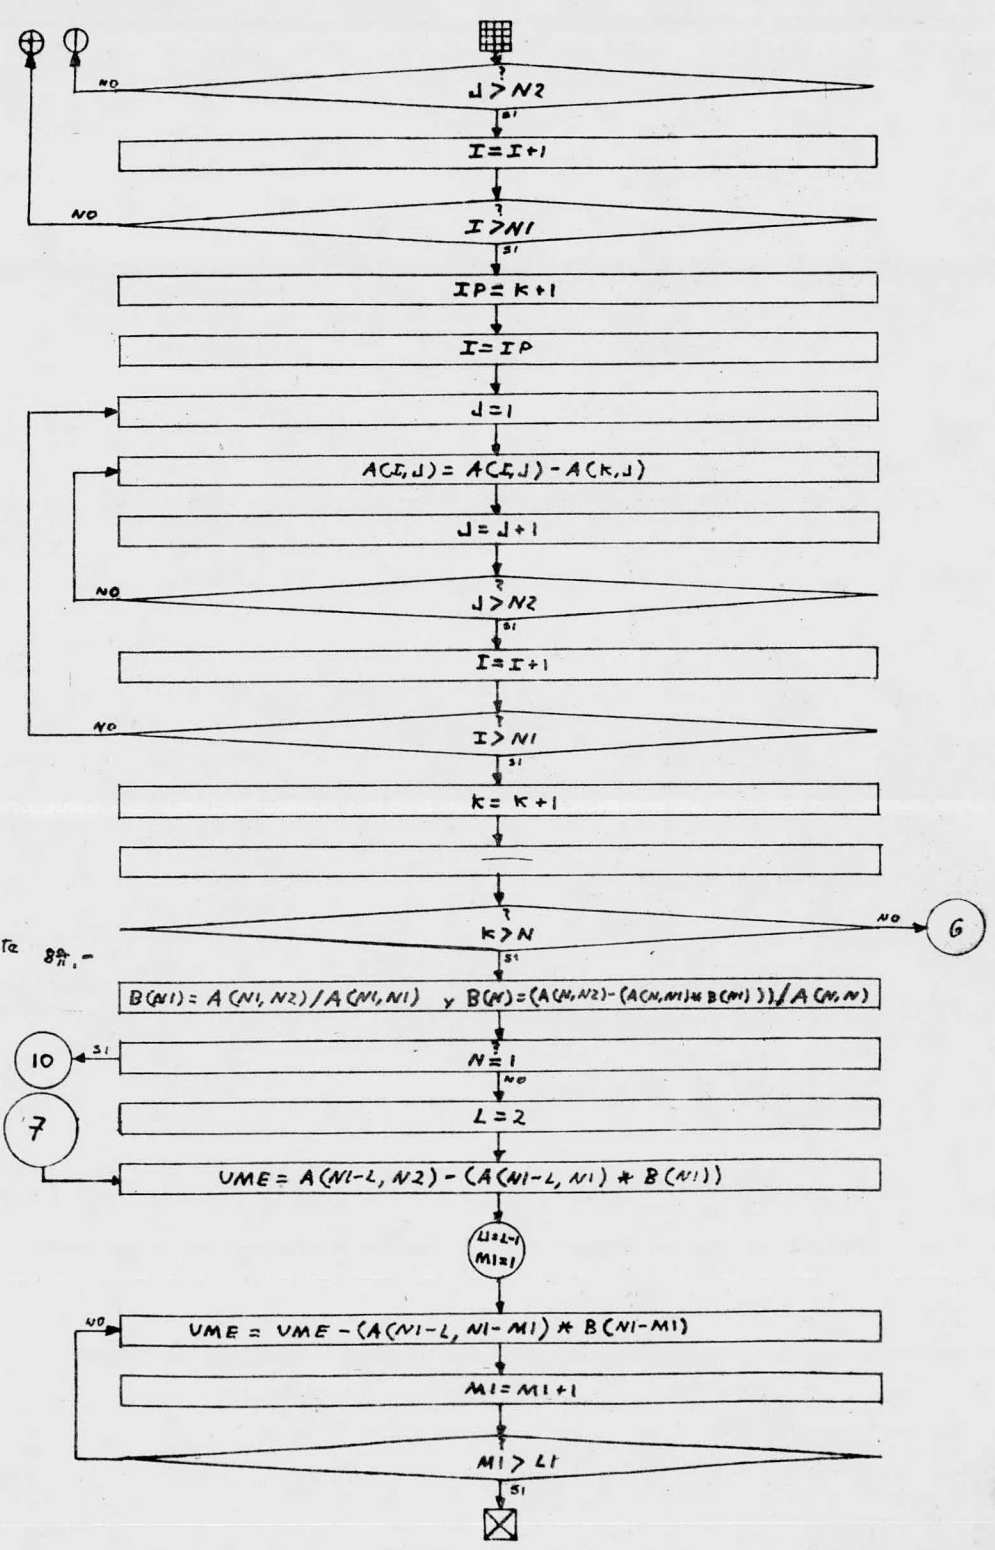 ?
J > N2
NO
SI
I = I+1
?
I > N1
NO
SI
IP = K+1
I = IP
J = 1
A(I,J) = A(I,J) - A(K,J)
J = J+1
?
J > N2
NO
SI
I = I+1
?
I > N1
NO
SI
K = K+1
?
K > N
NO
6
SI
B(N1) = A(N1,N2)/A(N1,N1) y B(N)=(A(N,N2)-(A(N,N1)*B(N1)))/A(N,N)
?
N = 1
SI
10
NO
L = 2
7
UME = A(N1-L, N2) - (A(N1-L, N1) * B(N1))
L1=L-1
M1=1
NO
UME = UME - (A(N1-L, N1-M1) * B(N1-M1)
M1 = M1+1
?
M1 > L1
SI